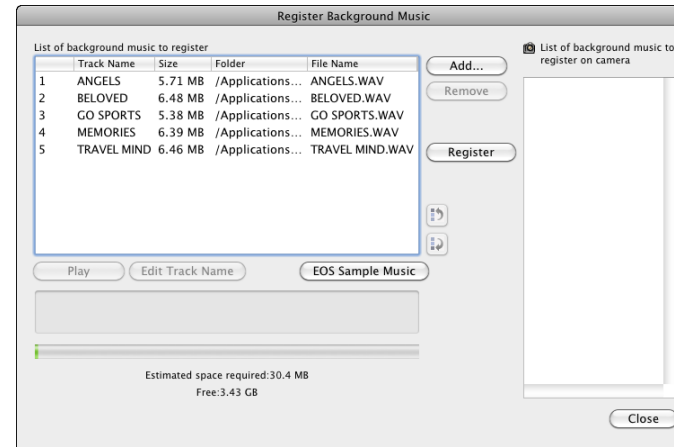 Register Background Music
List of background music to register
Track Name Size Folder File Name
1 ANGELS 5.71 MB /Applications... ANGELS.WAV
2 BELOVED 6.48 MB /Applications... BELOVED.WAV
3 GO SPORTS 5.38 MB /Applications... GO SPORTS.WAV
4 MEMORIES 6.39 MB /Applications... MEMORIES.WAV
5 TRAVEL MIND 6.46 MB /Applications... TRAVEL MIND.WAV
Add...
Remove
Register
List of background music to
register on camera
Play
Edit Track Name
EOS Sample Music
Estimated space required:30.4 MB
Free:3.43 GB
Close